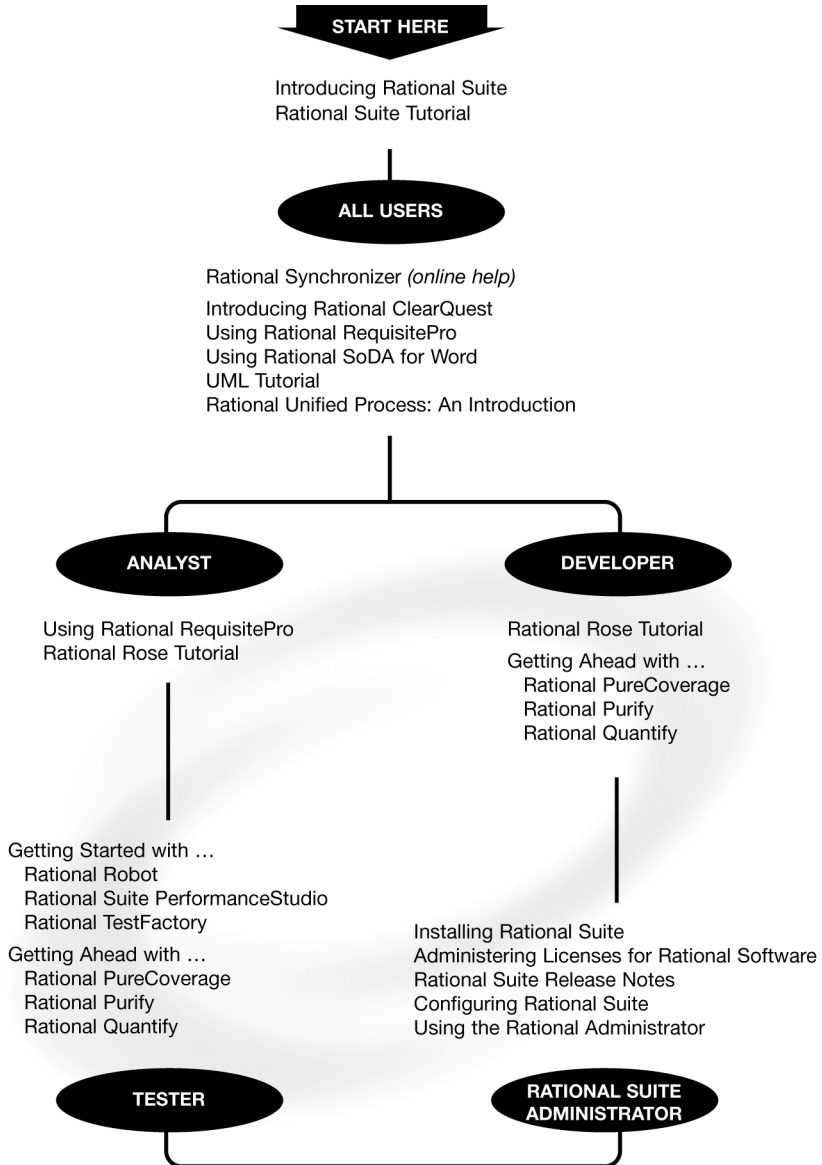 START HERE
Introducing Rational Suite
Rational Suite Tutorial
ALL USERS
Rational Synchronizer (online help)
Introducing Rational ClearQuest
Using Rational RequisitePro
Using Rational SoDA for Word
UML Tutorial
Rational Unified Process: An Introduction
ANALYST
Using Rational RequisitePro
Rational Rose Tutorial
DEVELOPER
Rational Rose Tutorial
Getting Ahead with …
Rational PureCoverage
Rational Purify
Rational Quantify
Getting Started with …
Rational Robot
Rational Suite PerformanceStudio
Rational TestFactory
Getting Ahead with …
Rational PureCoverage
Rational Purify
Rational Quantify
TESTER
Installing Rational Suite
Administering Licenses for Rational Software
Rational Suite Release Notes
Configuring Rational Suite
Using the Rational Administrator
RATIONAL SUITE
ADMINISTRATOR